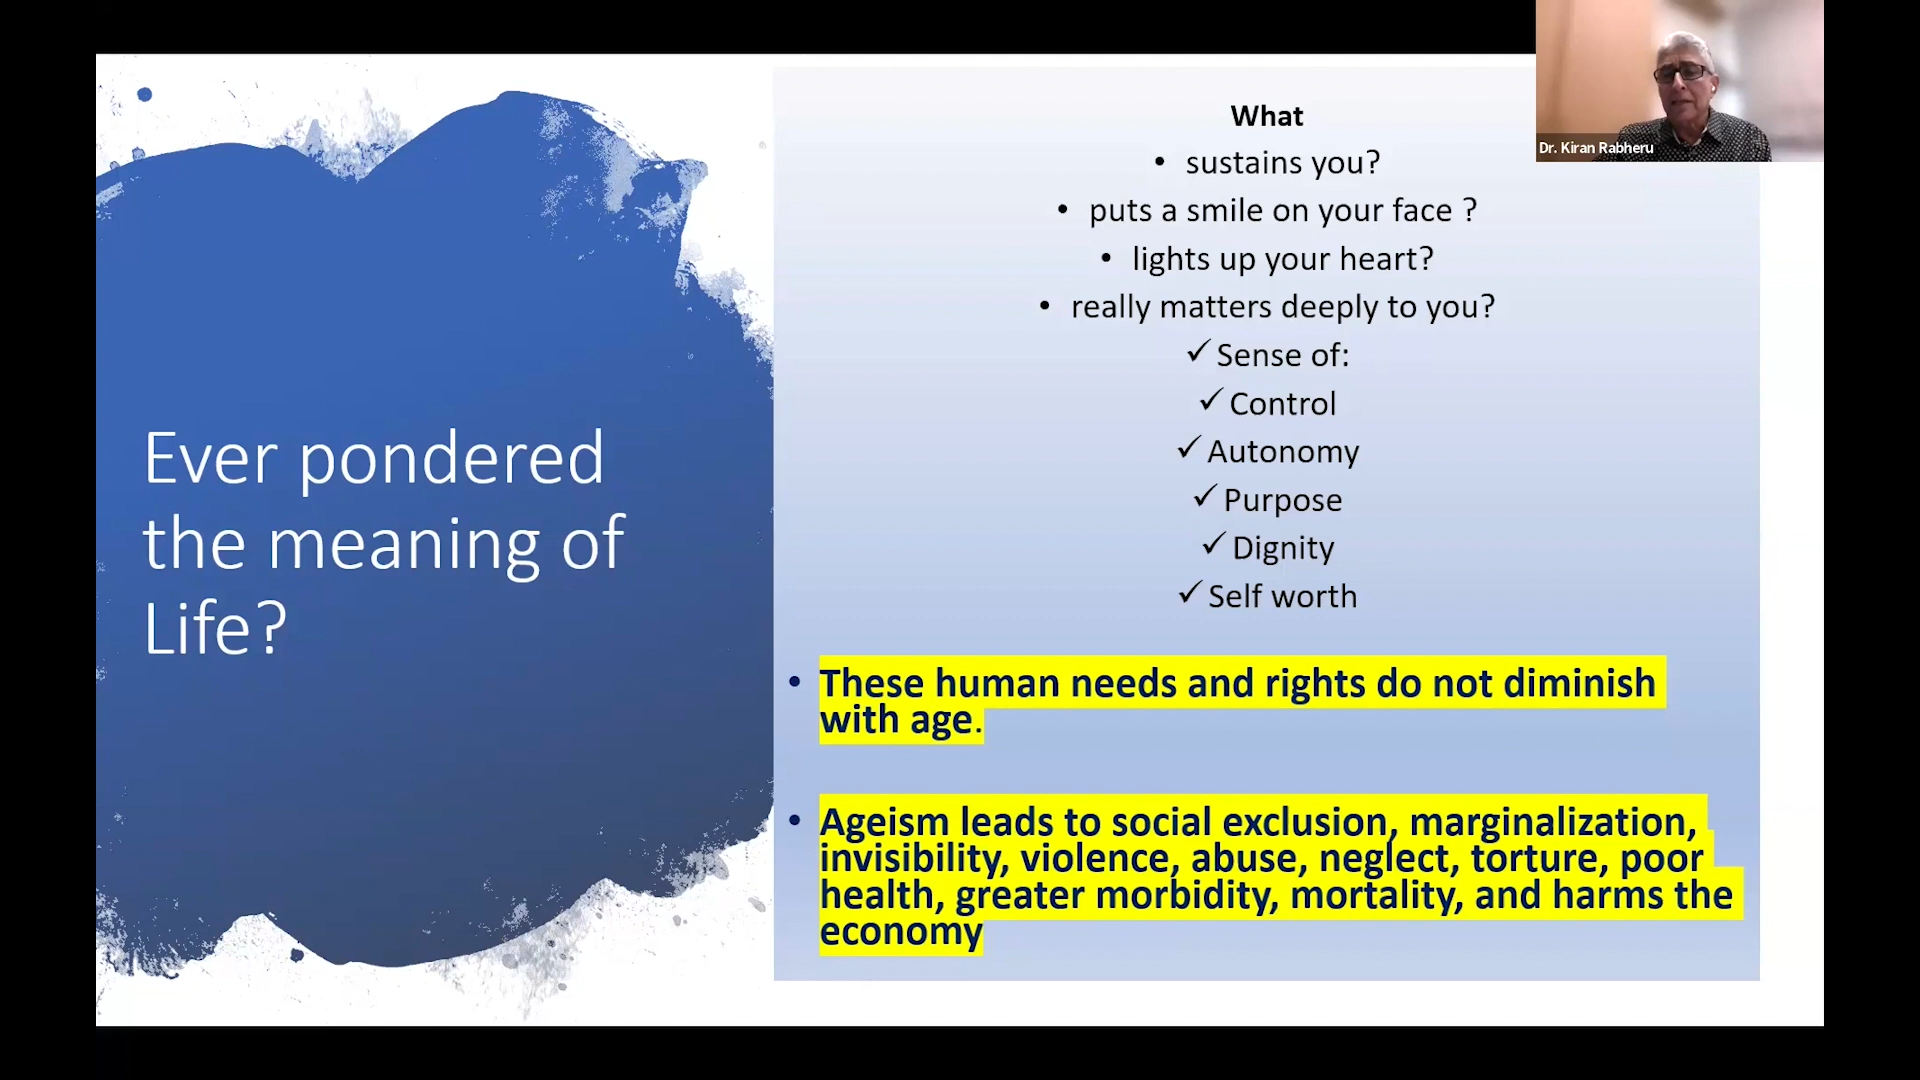 Dr. Kiran Rabheru
Ever pondered
the meaning of
Life?
What
• sustains you?
• puts a smile on your face ?
• lights up your heart?
• really matters deeply to you?
✓ Sense of:
✓ Control
✓ Autonomy
✓ Purpose
✓ Dignity
✓ Self worth
• These human needs and rights do not diminish
with age.
• Ageism leads to social exclusion, marginalization,
invisibility, violence, abuse, neglect, torture, poor
health, greater morbidity, mortality, and harms the
economy